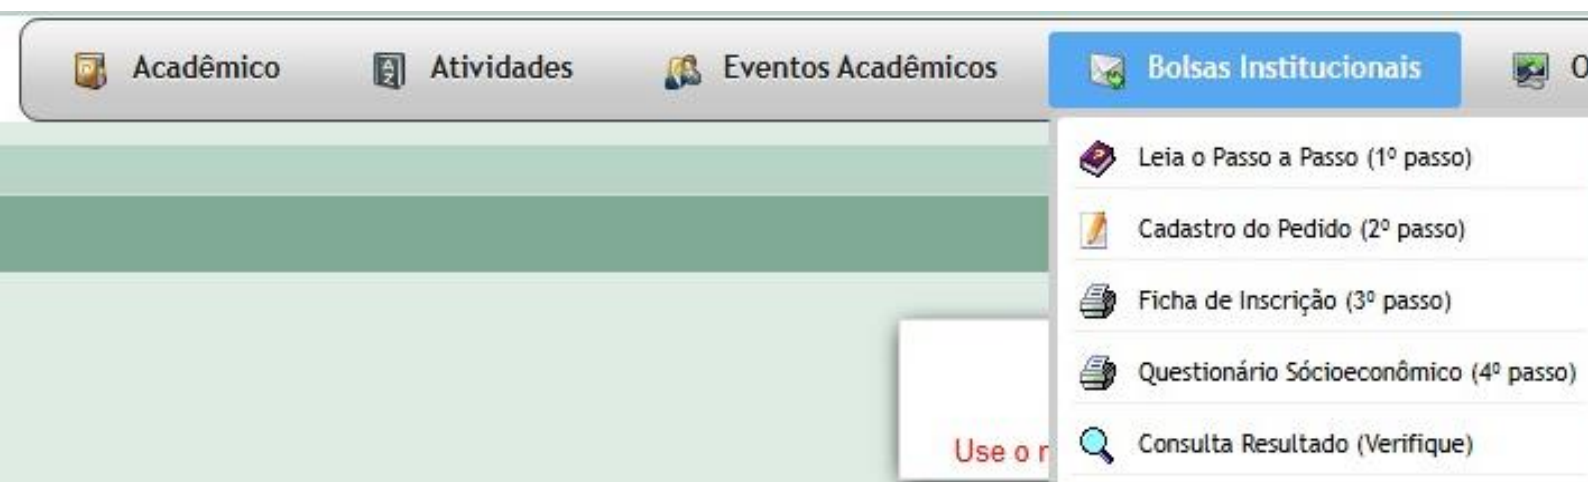 Acadêmico Atividades Eventos Acadêmicos Bolsas Institucionais
Leia o Passo a Passo (1º passo)
Cadastro do Pedido (2º passo)
Ficha de Inscrição (3º passo)
Questionário Sócioeconômico (4º passo)
Use o
Consulta Resultado (Verifique)